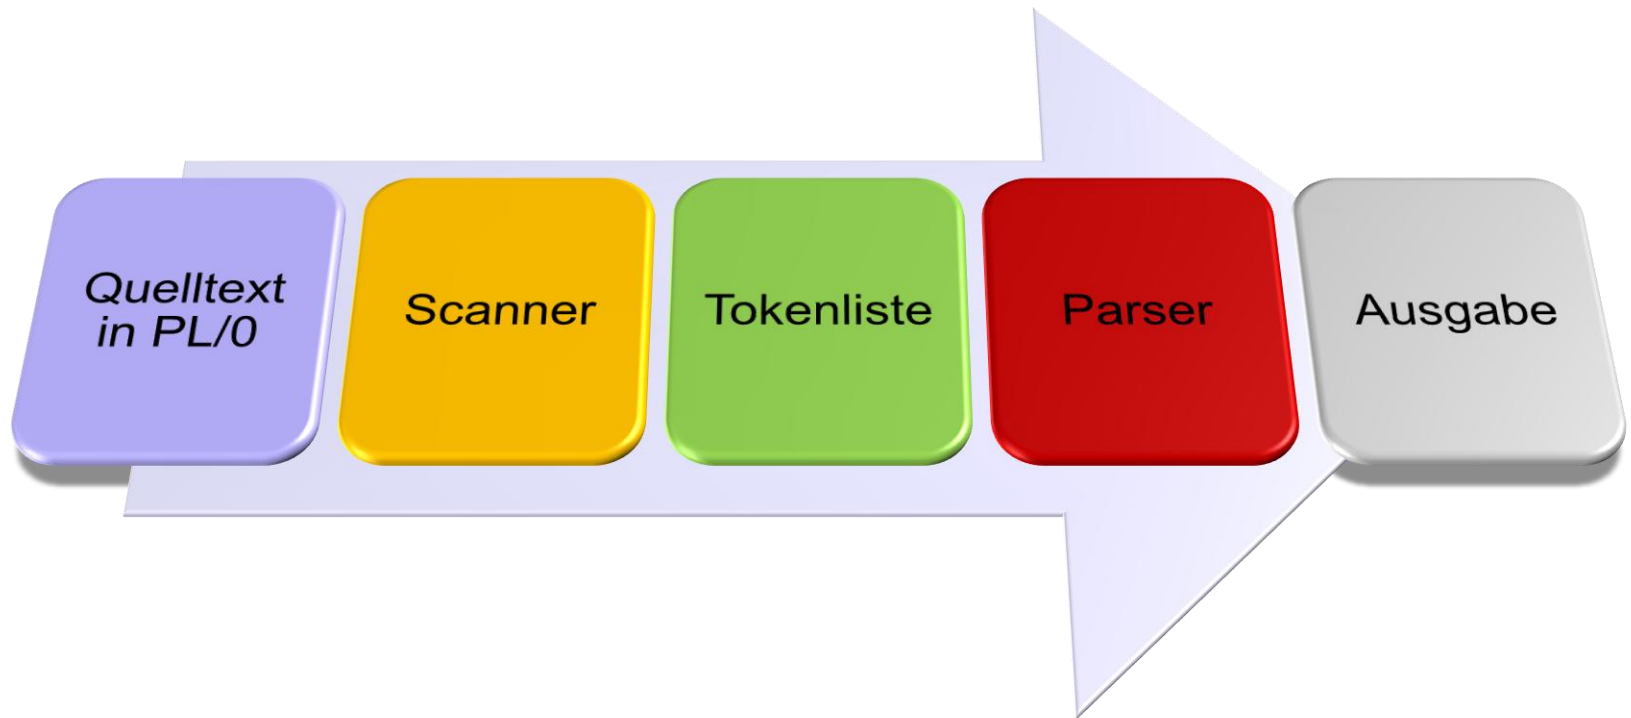 Quelltext
in PL/0
Scanner
Tokenliste
Parser
Ausgabe